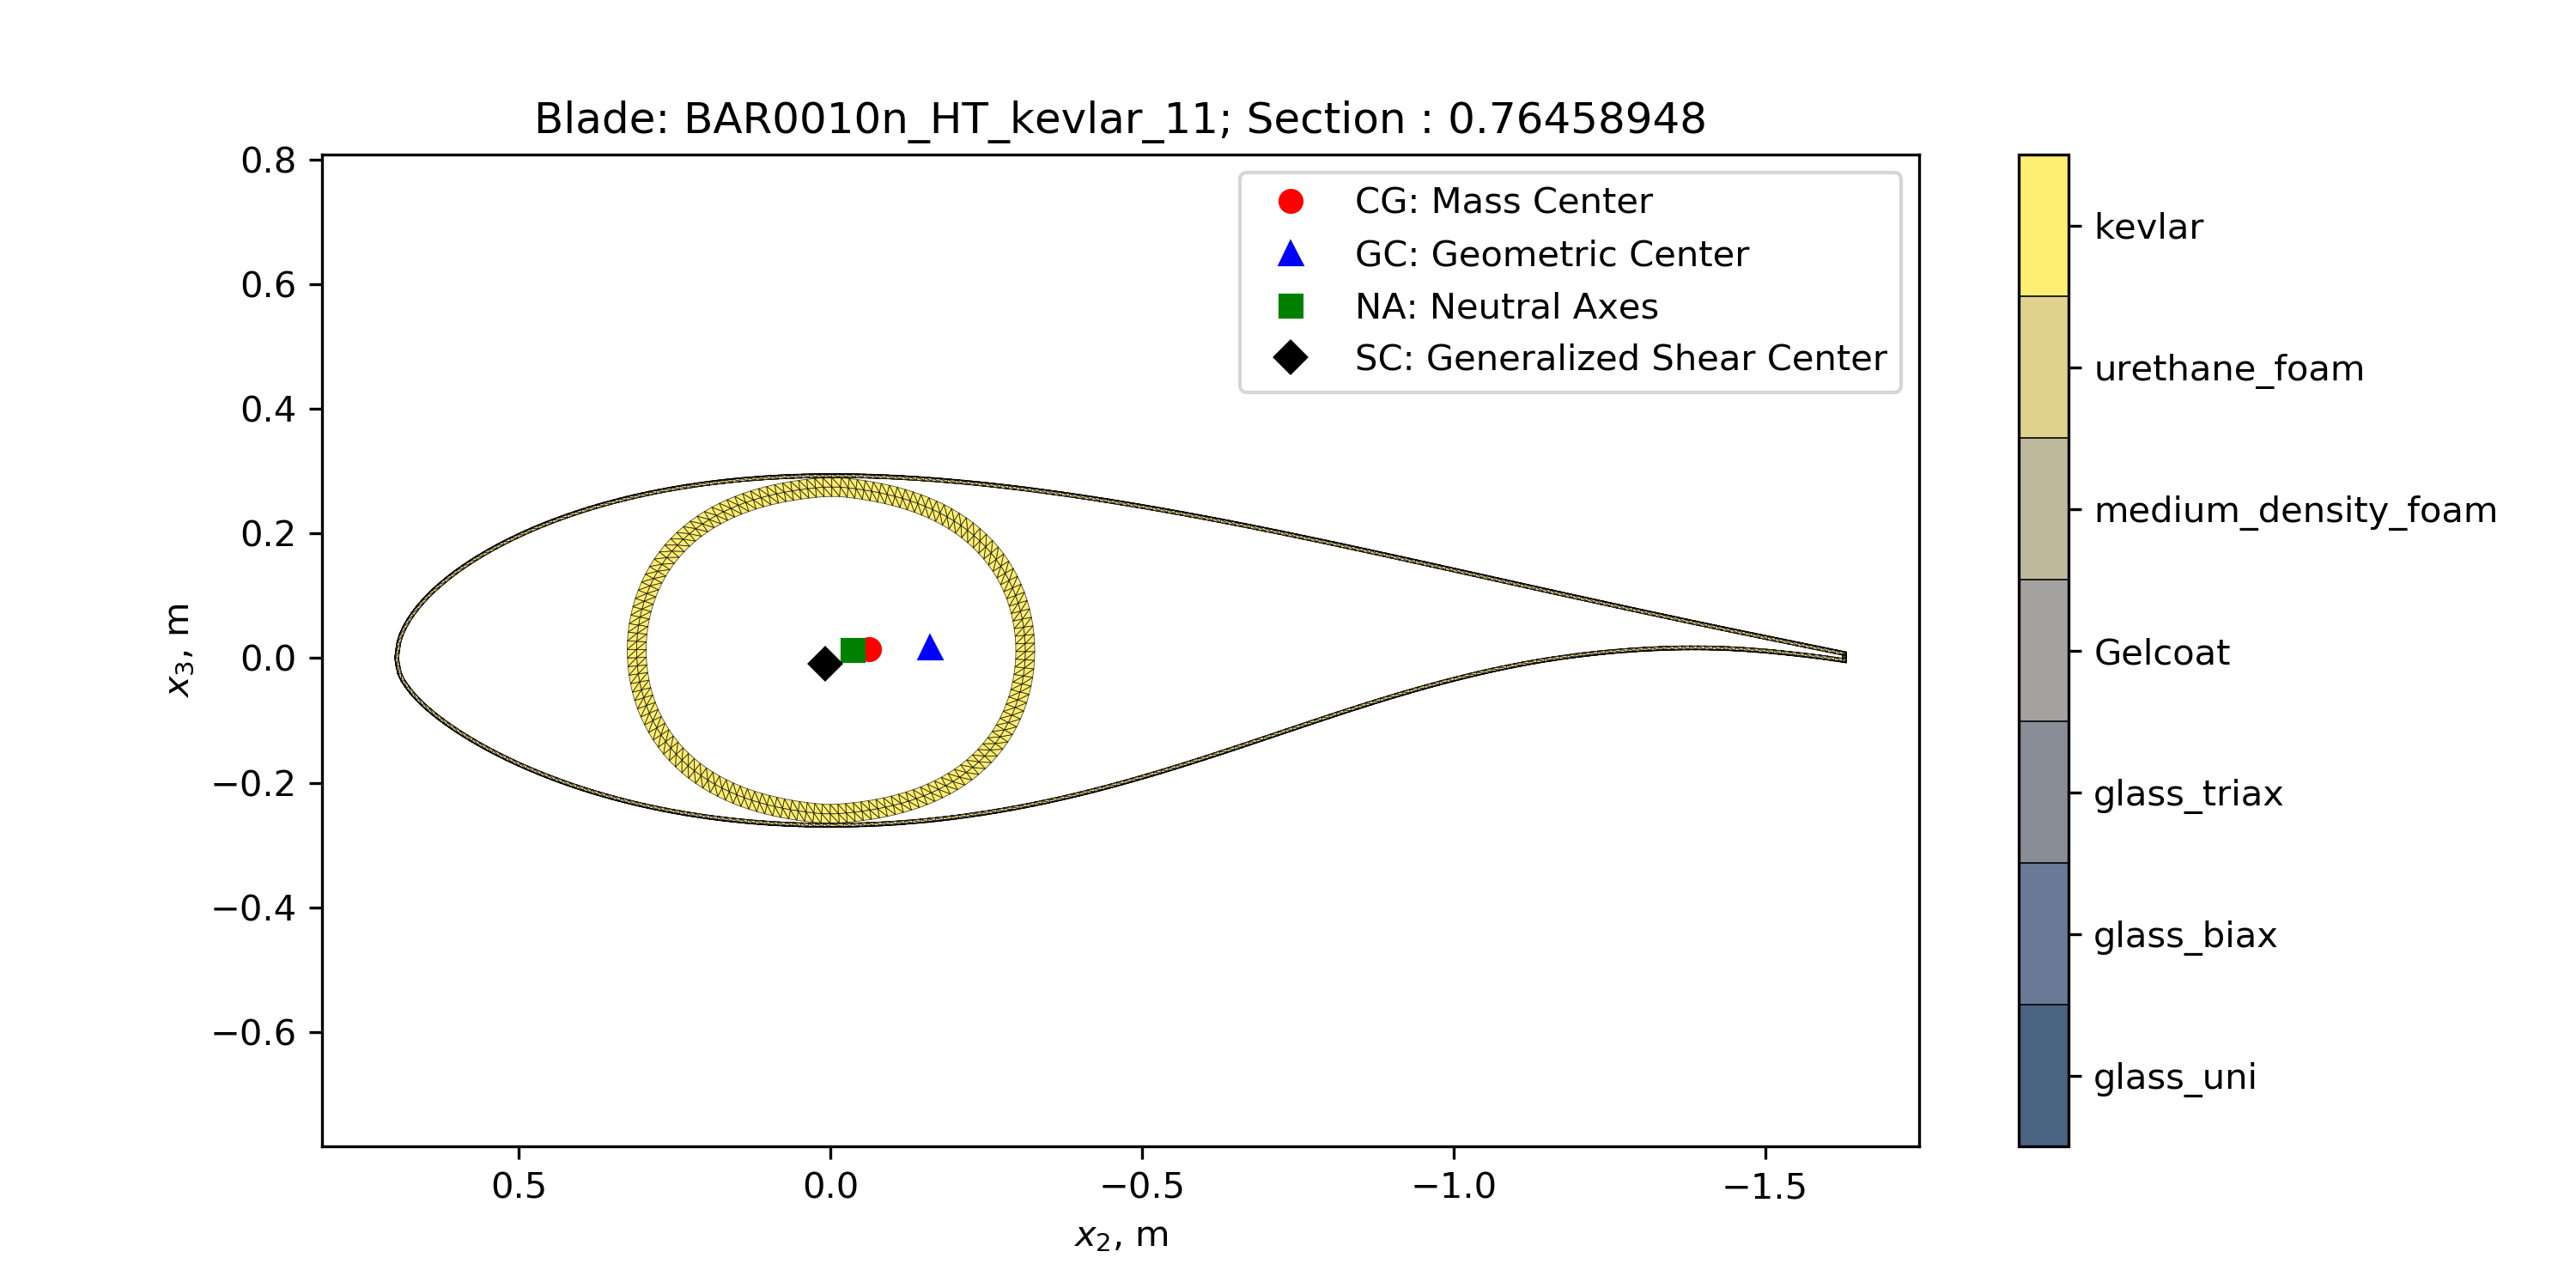 Blade: BAR0010n_HT_kevlar_11; Section : 0.76458948
CG: Mass Center
GC: Geometric Center
NA: Neutral Axes
SC: Generalized Shear Center
0.8
0.6
0.4
0.2
0.0
−0.2
−0.4
−0.6
x₃, m
0.5 0.0 −0.5 −1.0 −1.5
x₂, m
kevlar
urethane_foam
medium_density_foam
Gelcoat
glass_triax
glass_biax
glass_uni